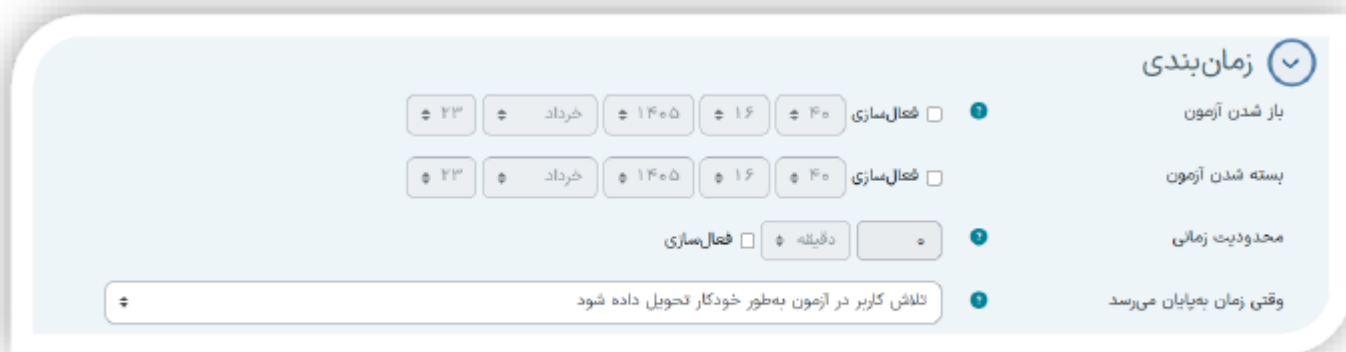 زمان‌بندی
باز شدن آزمون ? فعال‌سازی ۴۰ ۱۶ ۱۴۰۵ خرداد ۲۳
بسته شدن آزمون فعال‌سازی ۴۰ ۱۶ ۱۴۰۵ خرداد ۲۳
محدودیت زمانی ? ۰ دقیقه فعال‌سازی
وقتی زمان به‌پایان می‌رسد ? تلاش کاربر در آزمون به‌طور خودکار تحویل داده شود